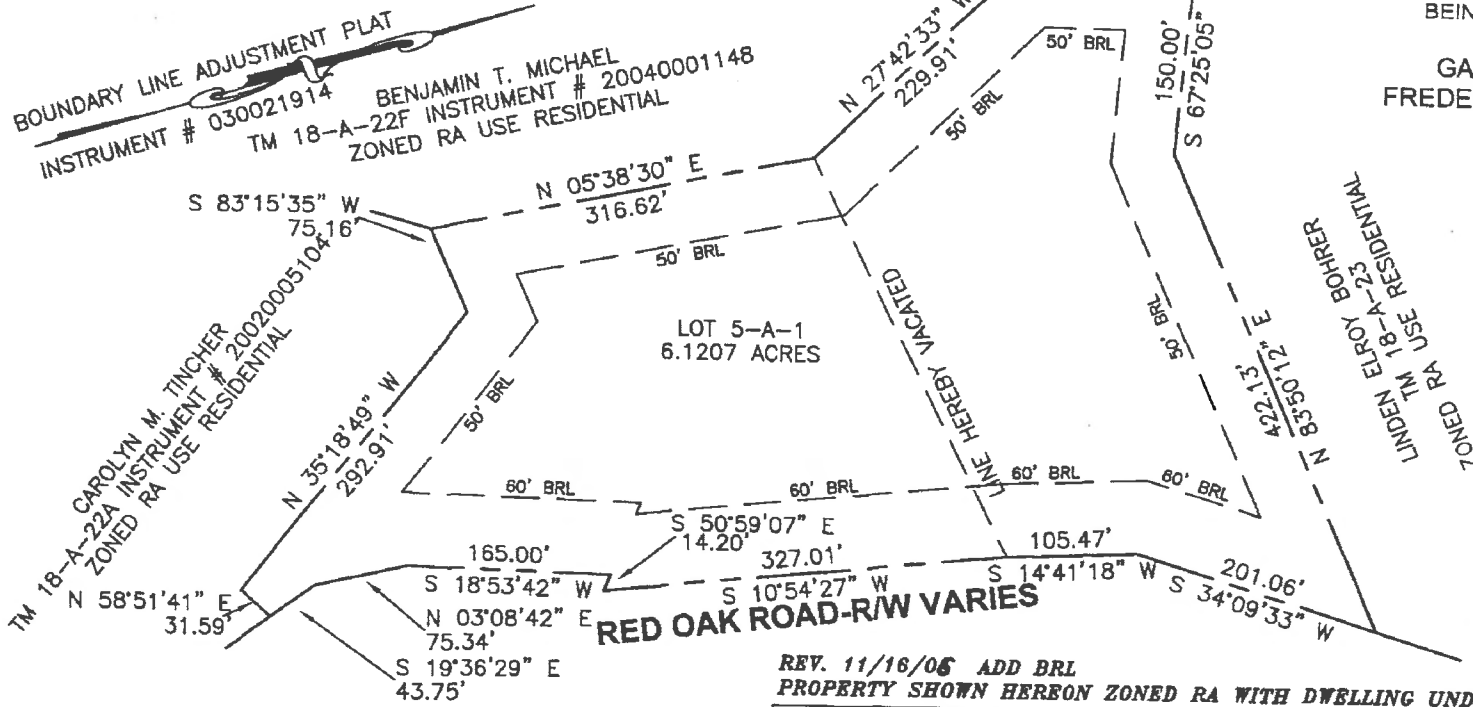 BOUNDARY LINE ADJUSTMENT PLAT
INSTRUMENT # 030021914
BENJAMIN T. MICHAEL
TM 18-A-22F INSTRUMENT # 20040001148
ZONED RA USE RESIDENTIAL
N 27°42'33" W
229.91'
50' BRL
50' BRL
150.00'
S 67°25'05"
BEIN
GA
FREDE
S 83°15'35" W
75.16'
N 05°38'30" E
316.62'
50' BRL
CAROLYN M. TINCHER
TM 18-A-22A INSTRUMENT # 20020005104
ZONED RA USE RESIDENTIAL
N 35°18'49" W
292.91'
50' BRL
LOT 5-A-1
6.1207 ACRES
LINE HEREBY VACATED
50' BRL
422.13'
N 83°50'12" E
LINDEN ELROY BOHRER
TM 18-A-23
ZONED RA USE RESIDENTIAL
60' BRL
60' BRL
60' BRL
60' BRL
S 50°59'07" E
14.20'
165.00'
S 18°53'42" W
327.01'
S 10°54'27" W
105.47'
S 14°41'18" W
201.06'
S 34°09'33" W
N 58°51'41" E
31.59'
N 03°08'42" E
75.34'
S 19°36'29" E
43.75'
RED OAK ROAD-R/W VARIES
REV. 11/16/06 ADD BRL
PROPERTY SHOWN HEREON ZONED RA WITH DWELLING UND